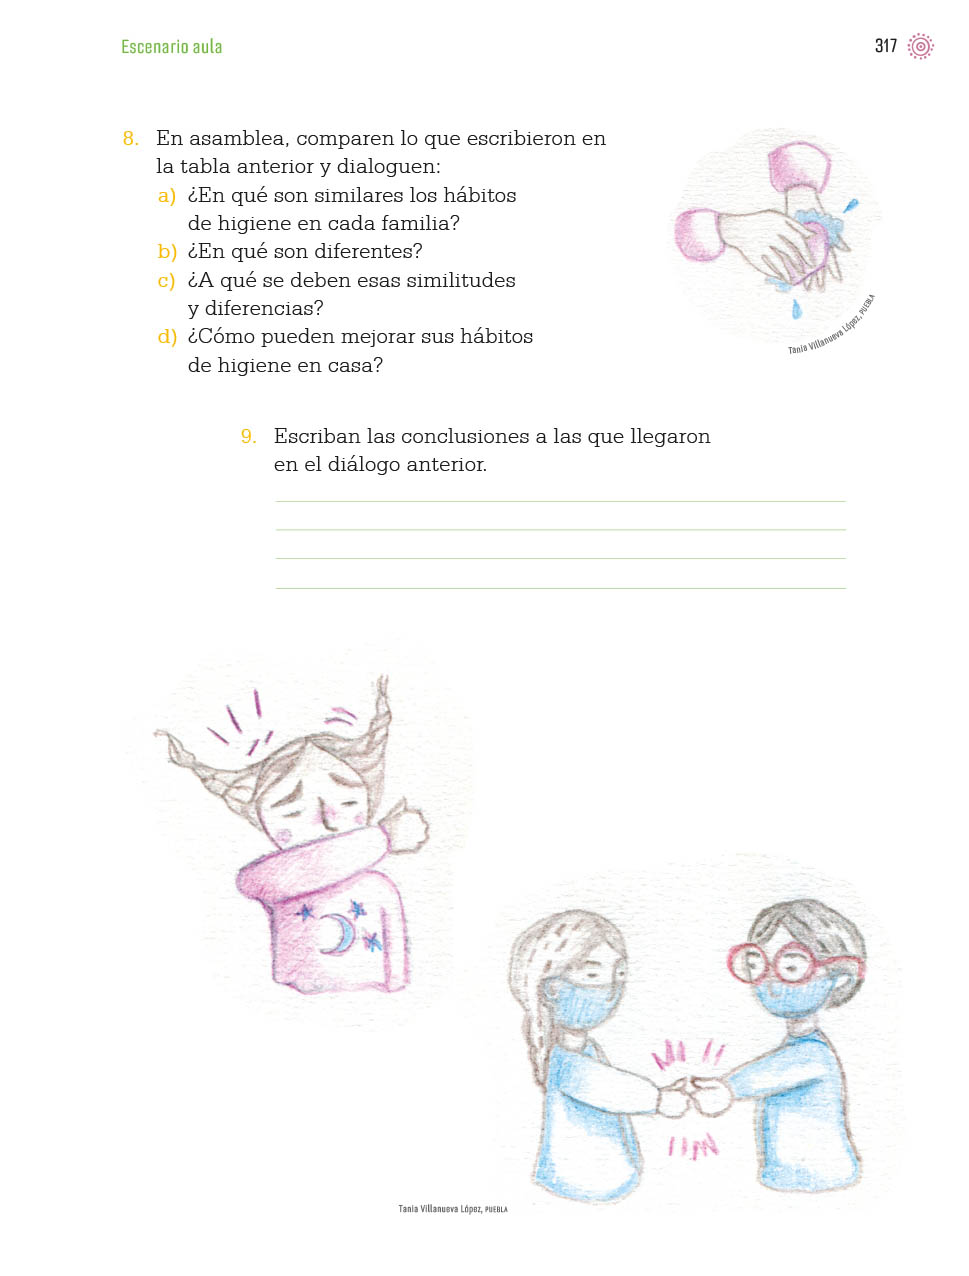 Escenario aula
317
8. En asamblea, comparen lo que escribieron en
la tabla anterior y dialoguen:
a) ¿En qué son similares los hábitos
de higiene en cada familia?
b) ¿En qué son diferentes?
c) ¿A qué se deben esas similitudes
y diferencias?
d) ¿Cómo pueden mejorar sus hábitos
de higiene en casa?
Tania Villanueva López, PUEBLA
9. Escriban las conclusiones a las que llegaron
en el diálogo anterior.
Tania Villanueva López, PUEBLA